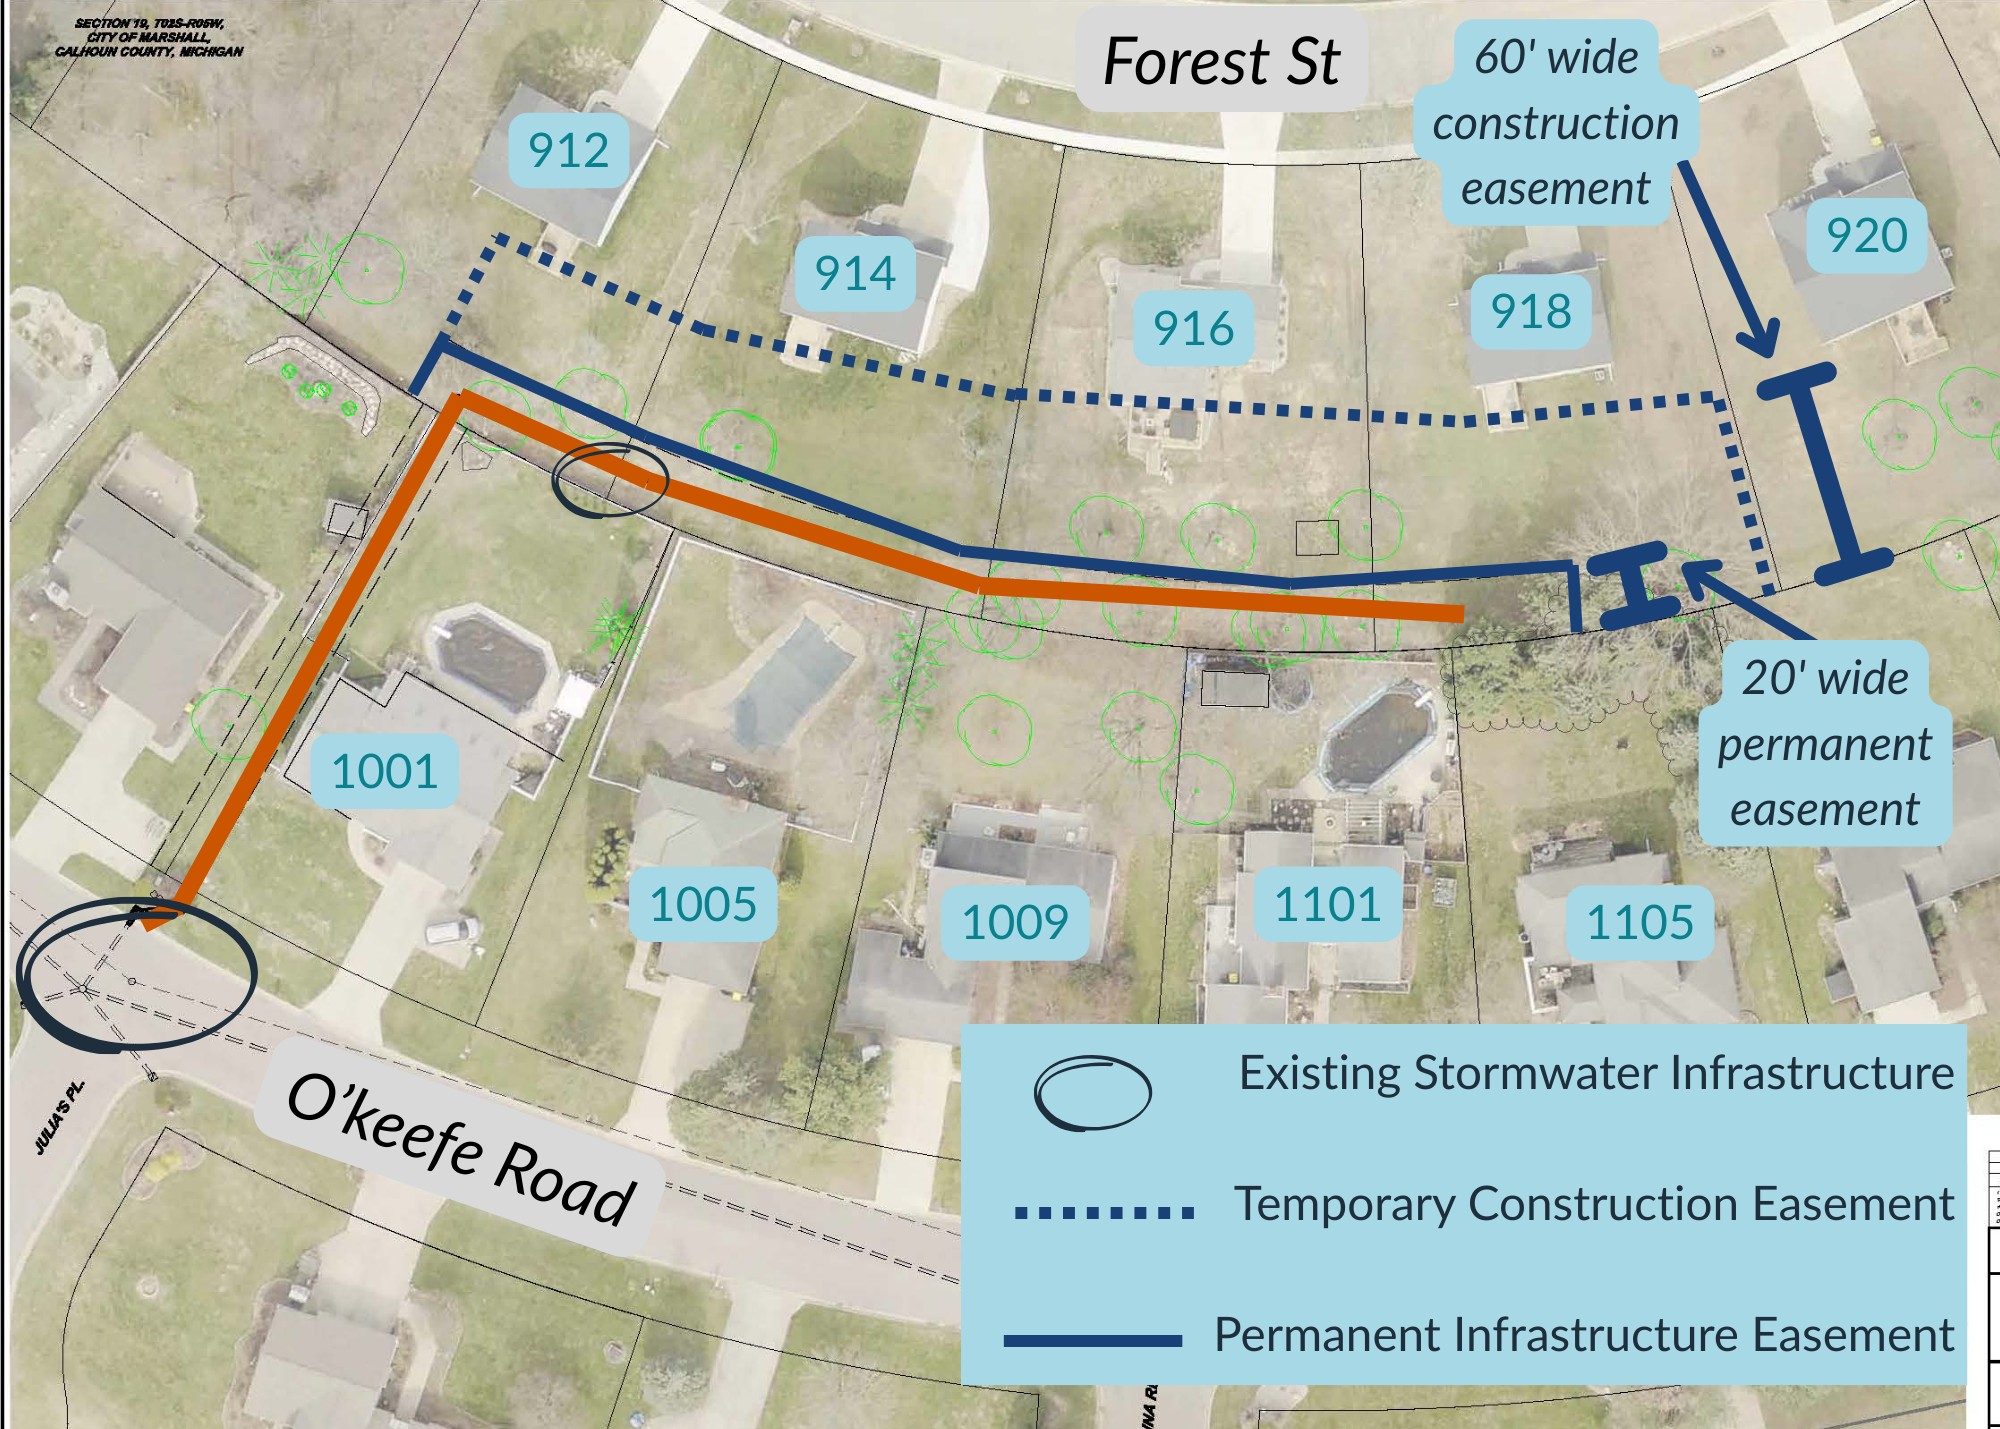 SECTION 19, T02S-R05W,
CITY OF MARSHALL,
CALHOUN COUNTY, MICHIGAN
Forest St
60' wide
construction
easement
912
914
916
918
920
20' wide
permanent
easement
1001
1005
1009
1101
1105
JULIA'S PL.
O'keefe Road
Existing Stormwater Infrastructure
Temporary Construction Easement
Permanent Infrastructure Easement